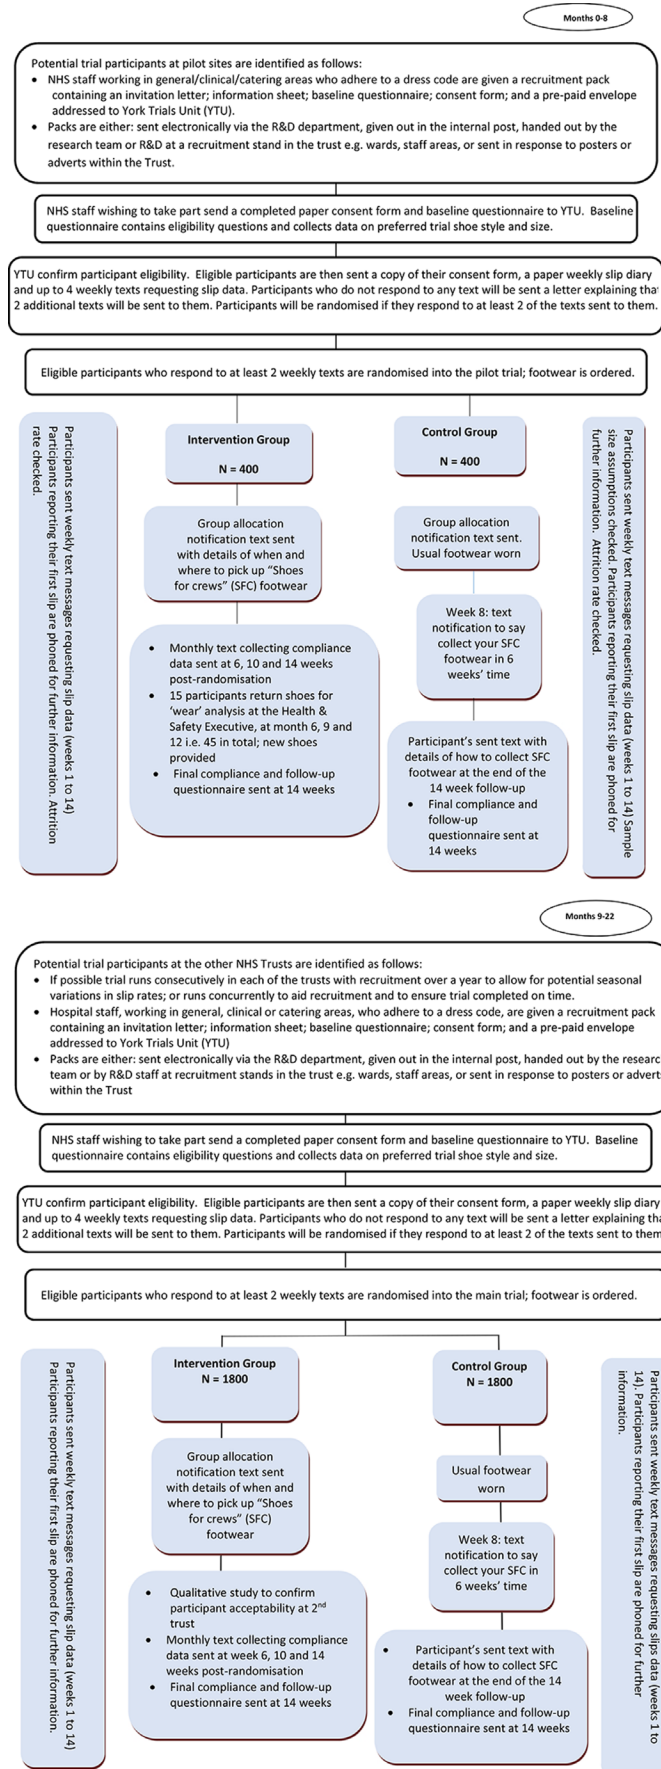 Months 0-8
Potential trial participants at pilot sites are identified as follows:
• NHS staff working in general/clinical/catering areas who adhere to a dress code are given a recruitment pack
containing an invitation letter; information sheet; baseline questionnaire; consent form; and a pre-paid envelope
addressed to York Trials Unit (YTU).
• Packs are either: sent electronically via the R&D department, given out in the internal post, handed out by the
research team or R&D at a recruitment stand in the trust e.g. wards, staff areas, or sent in response to posters or
adverts within the Trust.
NHS staff wishing to take part send a completed paper consent form and baseline questionnaire to YTU. Baseline
questionnaire contains eligibility questions and collects data on preferred trial shoe style and size.
YTU confirm participant eligibility. Eligible participants are then sent a copy of their consent form, a paper weekly slip diary
and up to 4 weekly texts requesting slip data. Participants who do not respond to any text will be sent a letter explaining tha
2 additional texts will be sent to them. Participants will be randomised if they respond to at least 2 of the texts sent to them.
Eligible participants who respond to at least 2 weekly texts are randomised into the pilot trial; footwear is ordered.
Participants sent weekly text messages requesting slip data (weeks 1 to 14)
Participants reporting their first slip are phoned for further information. Attrition
rate checked.
Intervention Group
N = 400
Group allocation
notification text sent
with details of when and
where to pick up “Shoes
for crews” (SFC) footwear
• Monthly text collecting compliance
data sent at 6, 10 and 14 weeks
post-randomisation
• 15 participants return shoes for
‘wear’ analysis at the Health &
Safety Executive, at month 6, 9 and
12 i.e. 45 in total; new shoes
provided
• Final compliance and follow-up
questionnaire sent at 14 weeks
Control Group
N = 400
Group allocation
notification text sent.
Usual footwear worn
Week 8: text
notification to say
collect your SFC
footwear in 6
weeks’ time
Participant’s sent text with
details of how to collect SFC
footwear at the end of the
14 week follow-up
• Final compliance and
follow-up
questionnaire sent at
14 weeks
Participants sent weekly text messages requesting slip data (weeks 1 to 14) Sample
size assumptions checked. Participants reporting their first slip are phoned for
further information. Attrition rate checked.
Months 9-22
Potential trial participants at the other NHS Trusts are identified as follows:
• If possible trial runs consecutively in each of the trusts with recruitment over a year to allow for potential seasonal
variations in slip rates; or runs concurrently to aid recruitment and to ensure trial completed on time.
• Hospital staff, working in general, clinical or catering areas, who adhere to a dress code, are given a recruitment pack
containing an invitation letter; information sheet; baseline questionnaire; consent form; and a pre-paid envelope
addressed to York Trials Unit (YTU)
• Packs are either: sent electronically via the R&D department, given out in the internal post, handed out by the researc
team or by R&D staff at recruitment stands in the trust e.g. wards, staff areas, or sent in response to posters or advert
within the Trust
NHS staff wishing to take part send a completed paper consent form and baseline questionnaire to YTU. Baseline
questionnaire contains eligibility questions and collects data on preferred trial shoe style and size.
YTU confirm participant eligibility. Eligible participants are then sent a copy of their consent form, a paper weekly slip diary
and up to 4 weekly texts requesting slip data. Participants who do not respond to any text will be sent a letter explaining tha
2 additional texts will be sent to them. Participants will be randomised if they respond to at least 2 of the texts sent to them
Eligible participants who respond to at least 2 weekly texts are randomised into the main trial; footwear is ordered.
Participants sent weekly text messages requesting slip data (weeks 1 to 14)
Participants reporting their first slip are phoned for further information.
Intervention Group
N = 1800
Group allocation
notification text sent
with details of when and
where to pick up “Shoes
for crews” (SFC)
footwear
• Qualitative study to confirm
participant acceptability at 2nd
trust
• Monthly text collecting compliance
data sent at week 6, 10 and 14
weeks post-randomisation
• Final compliance and follow-up
questionnaire sent at 14 weeks
Control Group
N = 1800
Usual footwear
worn
Week 8: text
notification to say
collect your SFC in
6 weeks’ time
• Participant’s sent text with
details of how to collect SFC
footwear at the end of the 14
week follow-up
• Final compliance and follow-up
questionnaire sent at 14 weeks
Participants sent weekly text messages requesting slips data (weeks 1 to
14). Participants reporting their first slip are phoned for further
information.